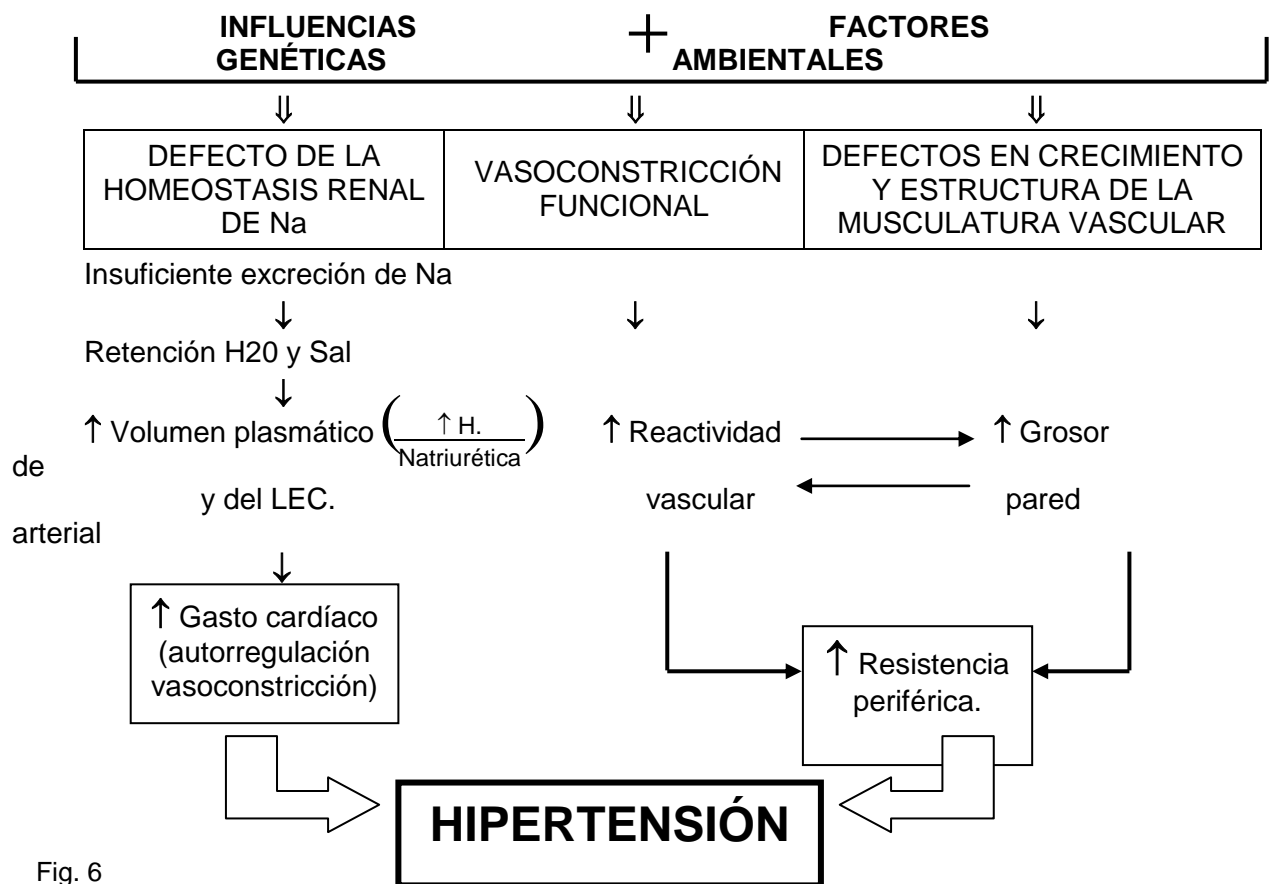 INFLUENCIAS + FACTORES
GENÉTICAS AMBIENTALES
⇓ ⇓ ⇓
DEFECTO DE LA
HOMEOSTASIS RENAL
DE Na
VASOCONSTRICCIÓN
FUNCIONAL
DEFECTOS EN CRECIMIENTO
Y ESTRUCTURA DE LA
MUSCULATURA VASCULAR
Insuficiente excreción de Na
↓ ↓ ↓
Retención H20 y Sal
↓
↑ Volumen plasmático (↑ H. / Natriurética) ↑ Reactividad ↑ Grosor
de
y del LEC. vascular pared
arterial
↓
↑ Gasto cardíaco
(autorregulación
vasoconstricción)
↑ Resistencia
periférica.
HIPERTENSIÓN
Fig. 6